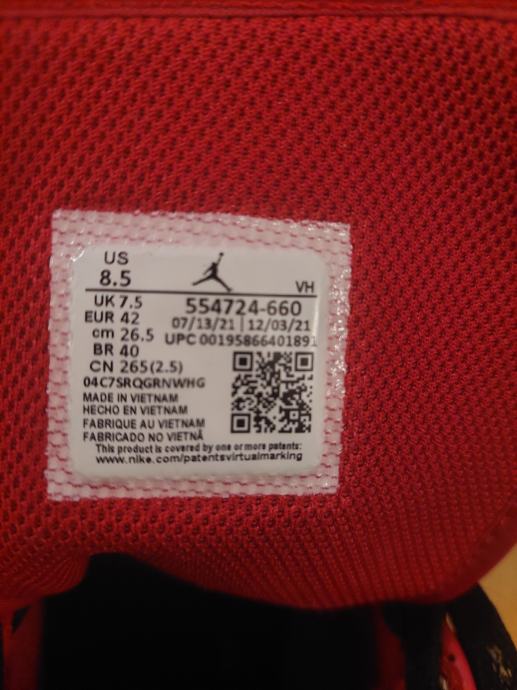 US
8.5
VH
UK 7.5
EUR 42
cm 26.5
BR 40
CN 265(2.5)
554724-660
07/13/21 | 12/03/21
UPC 00195866401891
04C7SRQGRNWHG
MADE IN VIETNAM
HECHO EN VIETNAM
FABRIQUE AU VIETNAM
FABRICADO NO VIETNÃ
This product is covered by one or more patents:
www.nike.com/patentsvirtualmarking